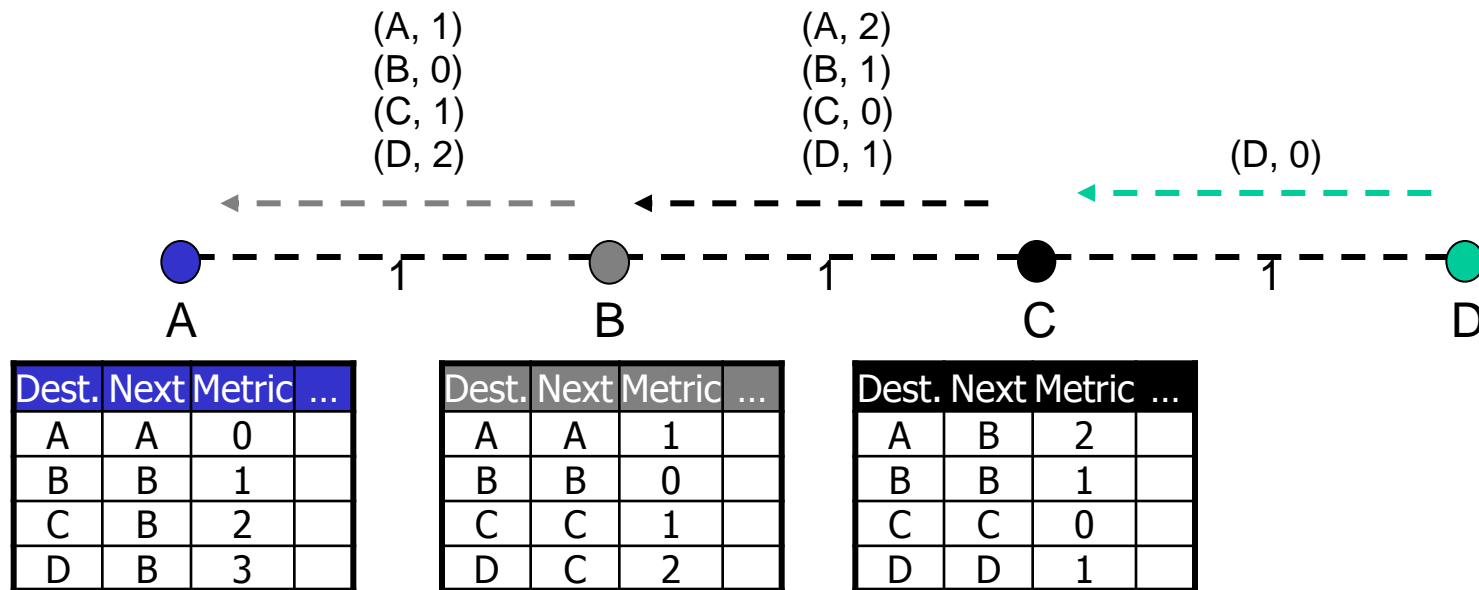 (A, 1) (A, 2)
(B, 0) (B, 1)
(C, 1) (C, 0)
(D, 2) (D, 1) (D, 0)
1 1 1
A B C D
Dest. Next Metric ...
A A 0
B B 1
C B 2
D B 3
Dest. Next Metric ...
A A 1
B B 0
C C 1
D C 2
Dest. Next Metric ...
A B 2
B B 1
C C 0
D D 1